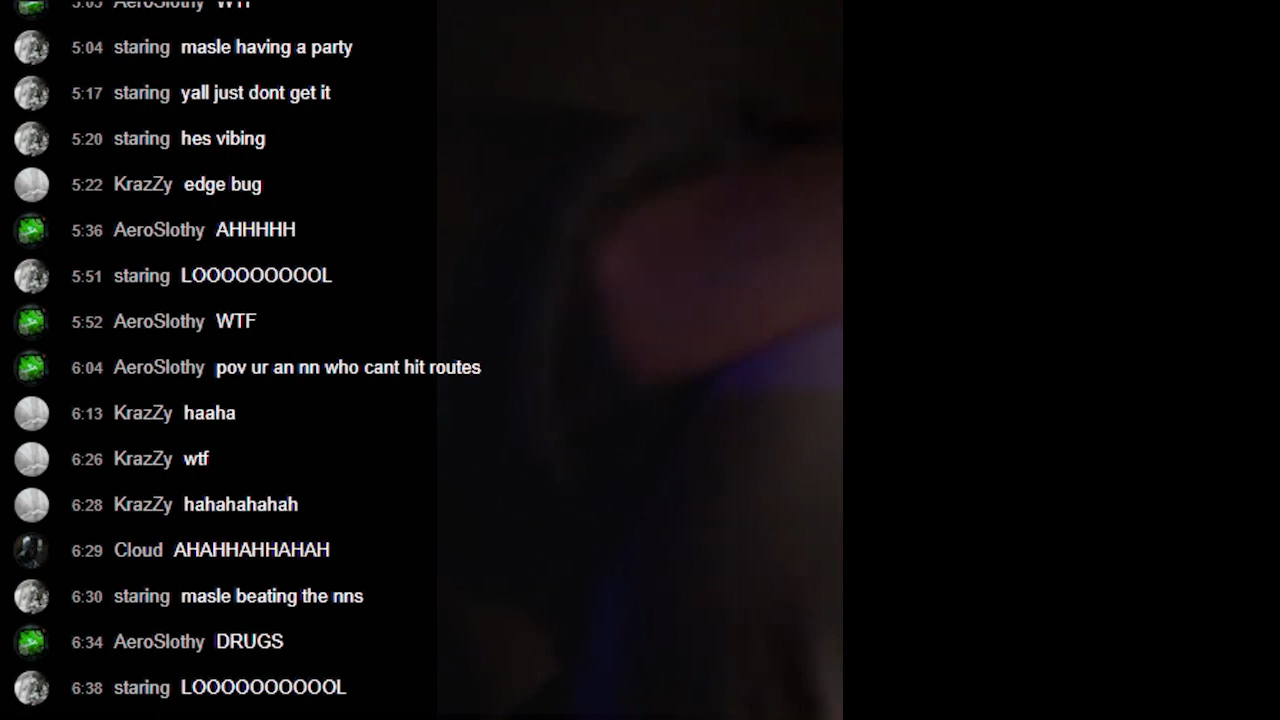 5:03 AeroSlothy WTF
5:04 staring masle having a party
5:17 staring yall just dont get it
5:20 staring hes vibing
5:22 KrazZy edge bug
5:36 AeroSlothy AHHHHH
5:51 staring LOOOOOOOOOL
5:52 AeroSlothy WTF
6:04 AeroSlothy pov ur an nn who cant hit routes
6:13 KrazZy haaha
6:26 KrazZy wtf
6:28 KrazZy hahahahahah
6:29 Cloud AHAHHAHHAHAH
6:30 staring masle beating the nns
6:34 AeroSlothy DRUGS
6:38 staring LOOOOOOOOOOL